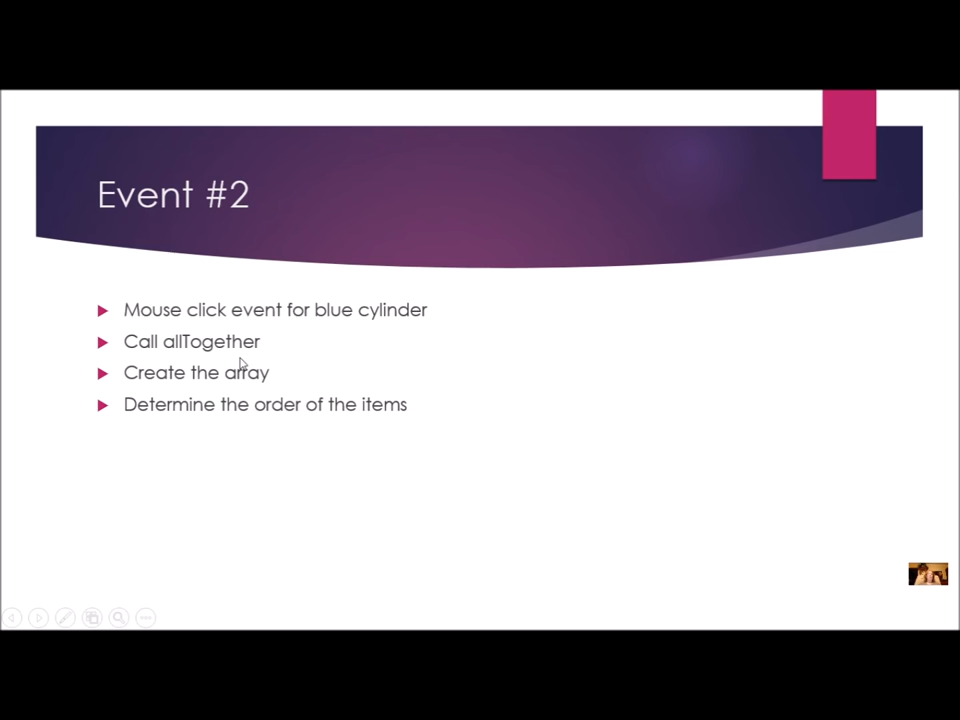 Event #2
Mouse click event for blue cylinder
Call allTogether
Create the array
Determine the order of the items